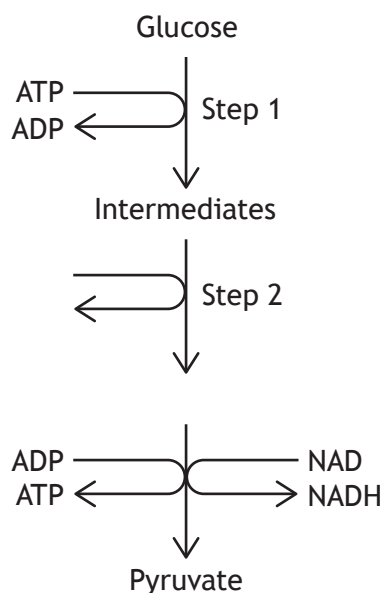 Glucose
ATP
ADP
Step 1
Intermediates
Step 2
ADP
ATP
NAD
NADH
Pyruvate